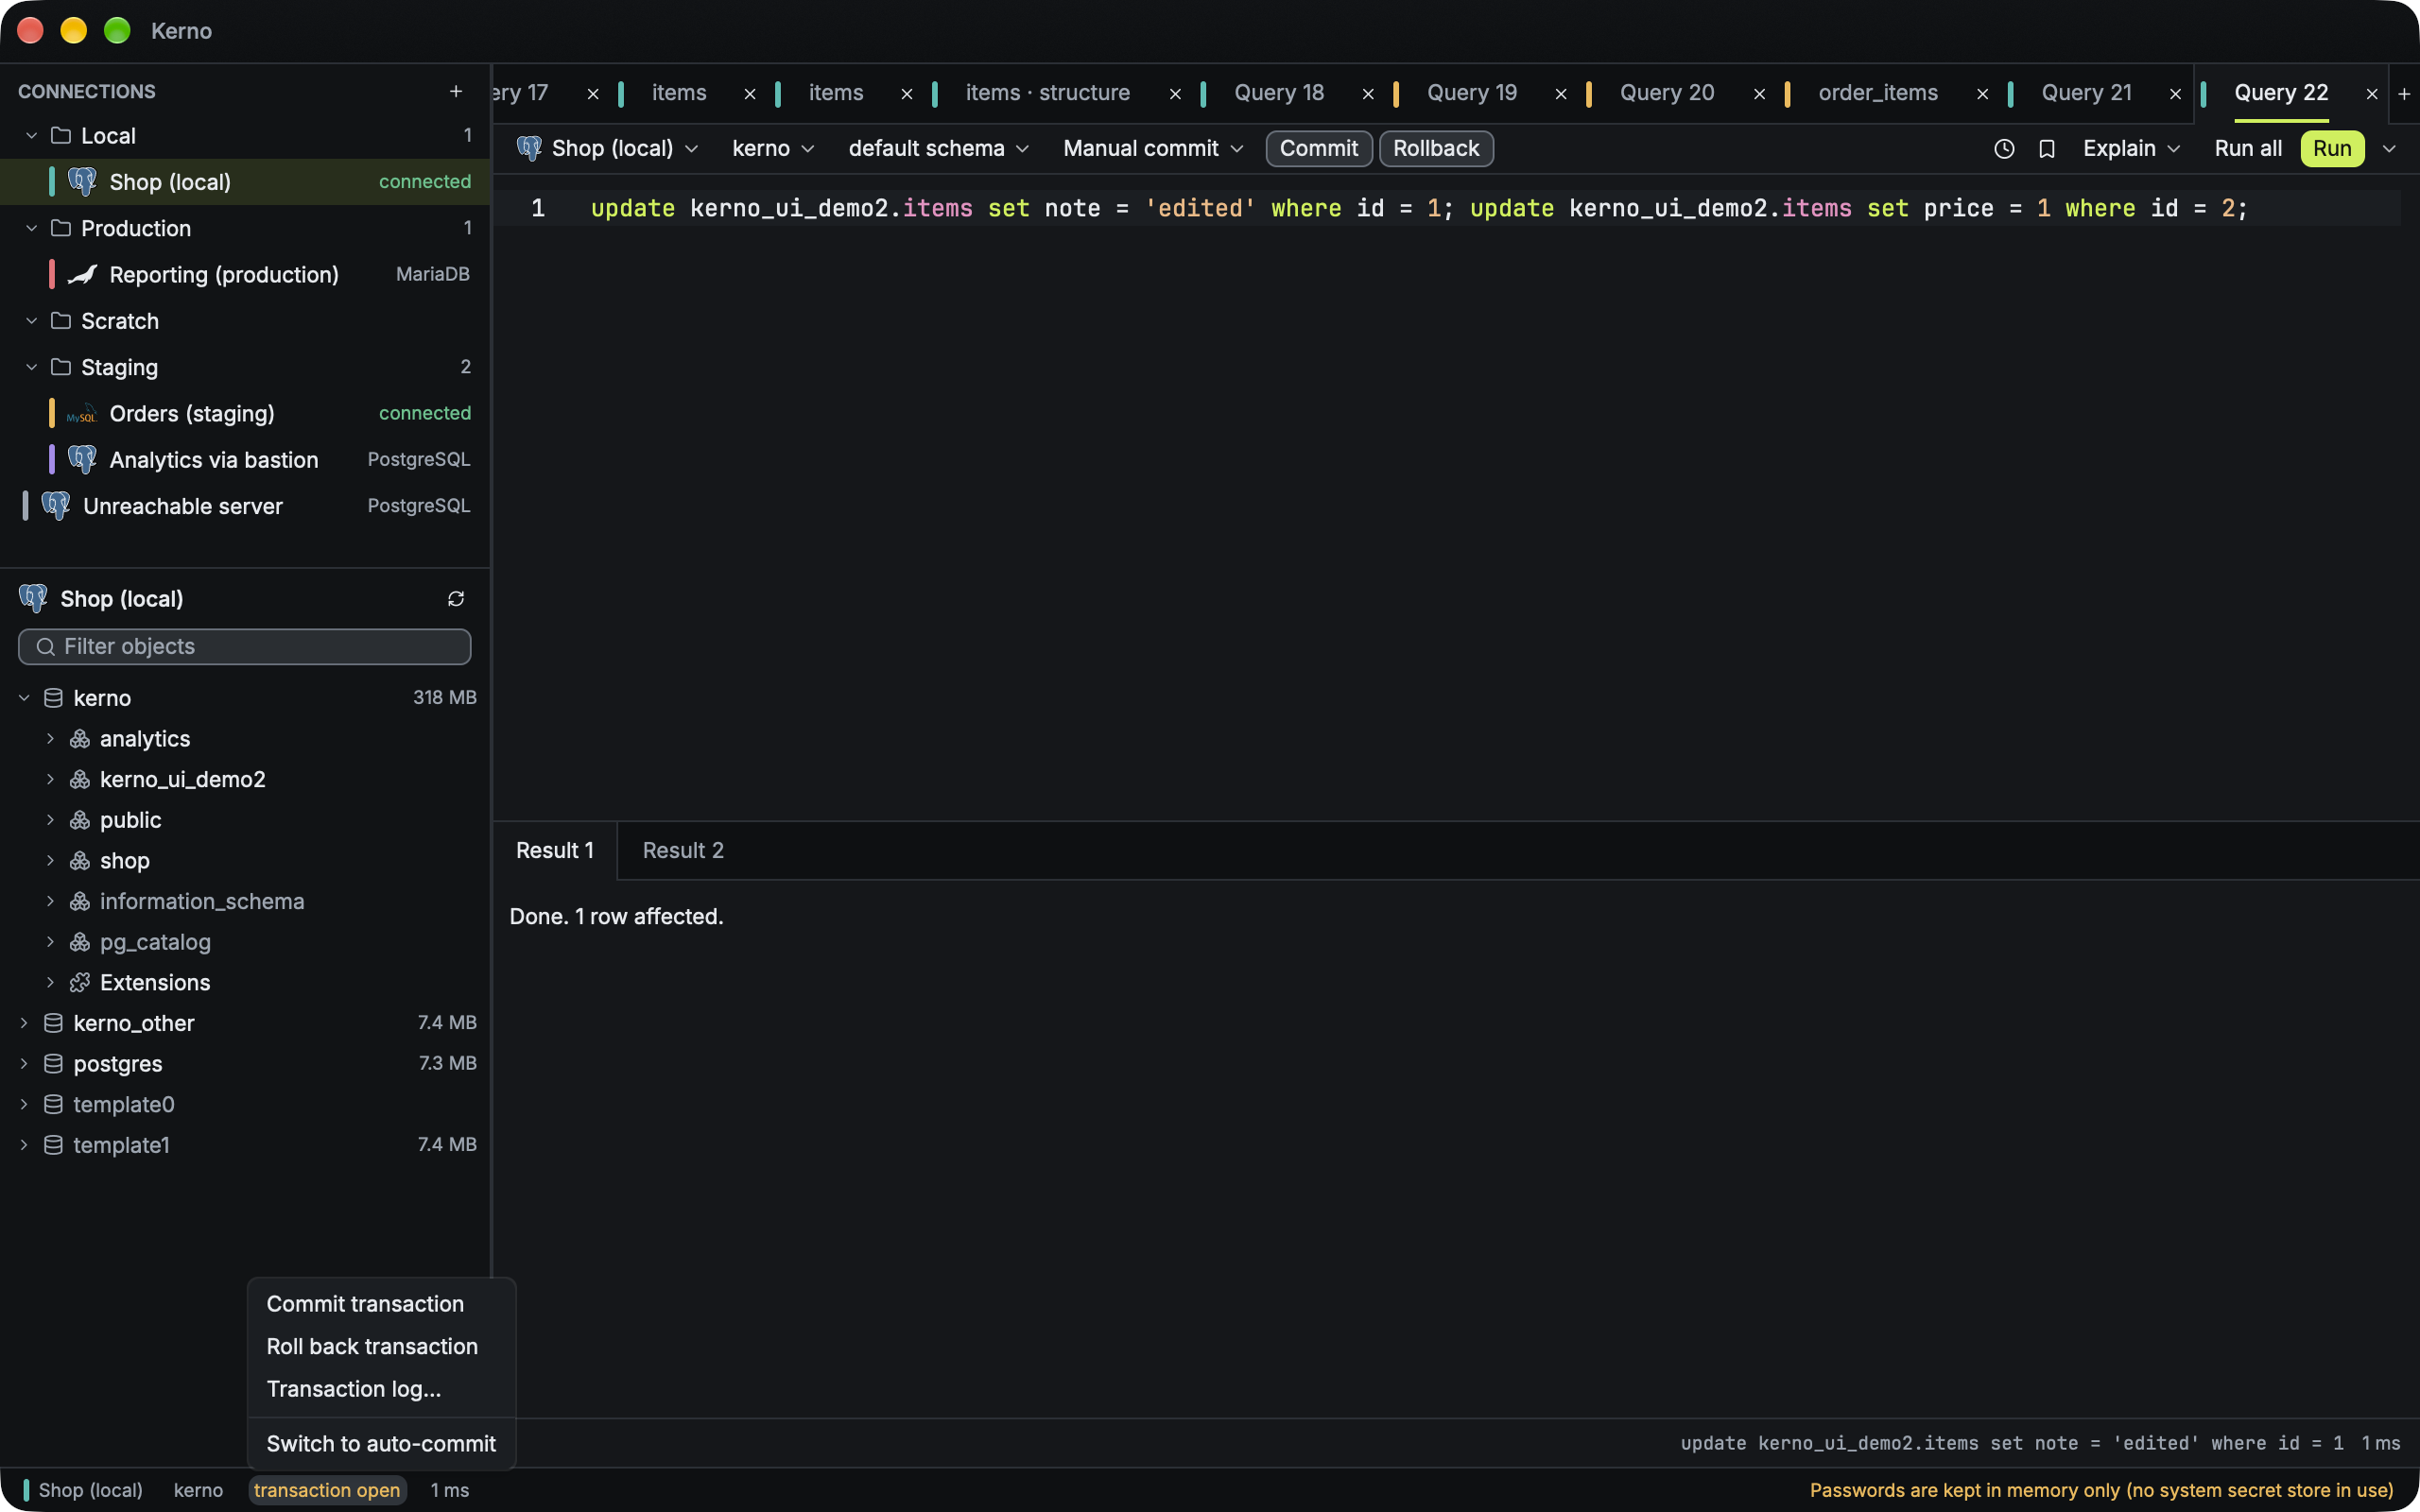 Kerno
CONNECTIONS
Local 1
Shop (local) connected
Production 1
Reporting (production) MariaDB
Scratch
Staging 2
MySQL Orders (staging) connected
Analytics via bastion PostgreSQL
Unreachable server PostgreSQL
Shop (local)
Filter objects
kerno 318 MB
analytics
kerno_ui_demo2
public
shop
information_schema
pg_catalog
Extensions
kerno_other 7.4 MB
postgres 7.3 MB
template0
template1 7.4 MB
ery 17 items items items · structure Query 18 Query 19 Query 20 order_items Query 21 Query 22
Shop (local) kerno default schema Manual commit Commit Rollback Explain Run all Run
1 update kerno_ui_demo2.items set note = 'edited' where id = 1; update kerno_ui_demo2.items set price = 1 where id = 2;
Result 1 Result 2
Done. 1 row affected.
Commit transaction
Roll back transaction
Transaction log...
Switch to auto-commit
update kerno_ui_demo2.items set note = 'edited' where id = 1 1 ms
Shop (local) kerno transaction open 1 ms
Passwords are kept in memory only (no system secret store in use)